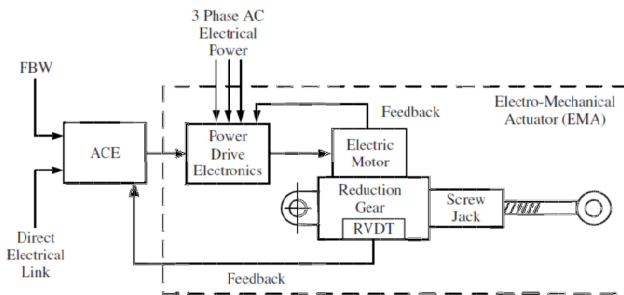 3 Phase AC
Electrical
Power
FBW
Feedback
Electro-Mechanical
Actuator (EMA)
ACE
Power
Drive
Electronics
Electric
Motor
Reduction
Gear
Screw
Jack
RVDT
Direct
Electrical
Link
Feedback